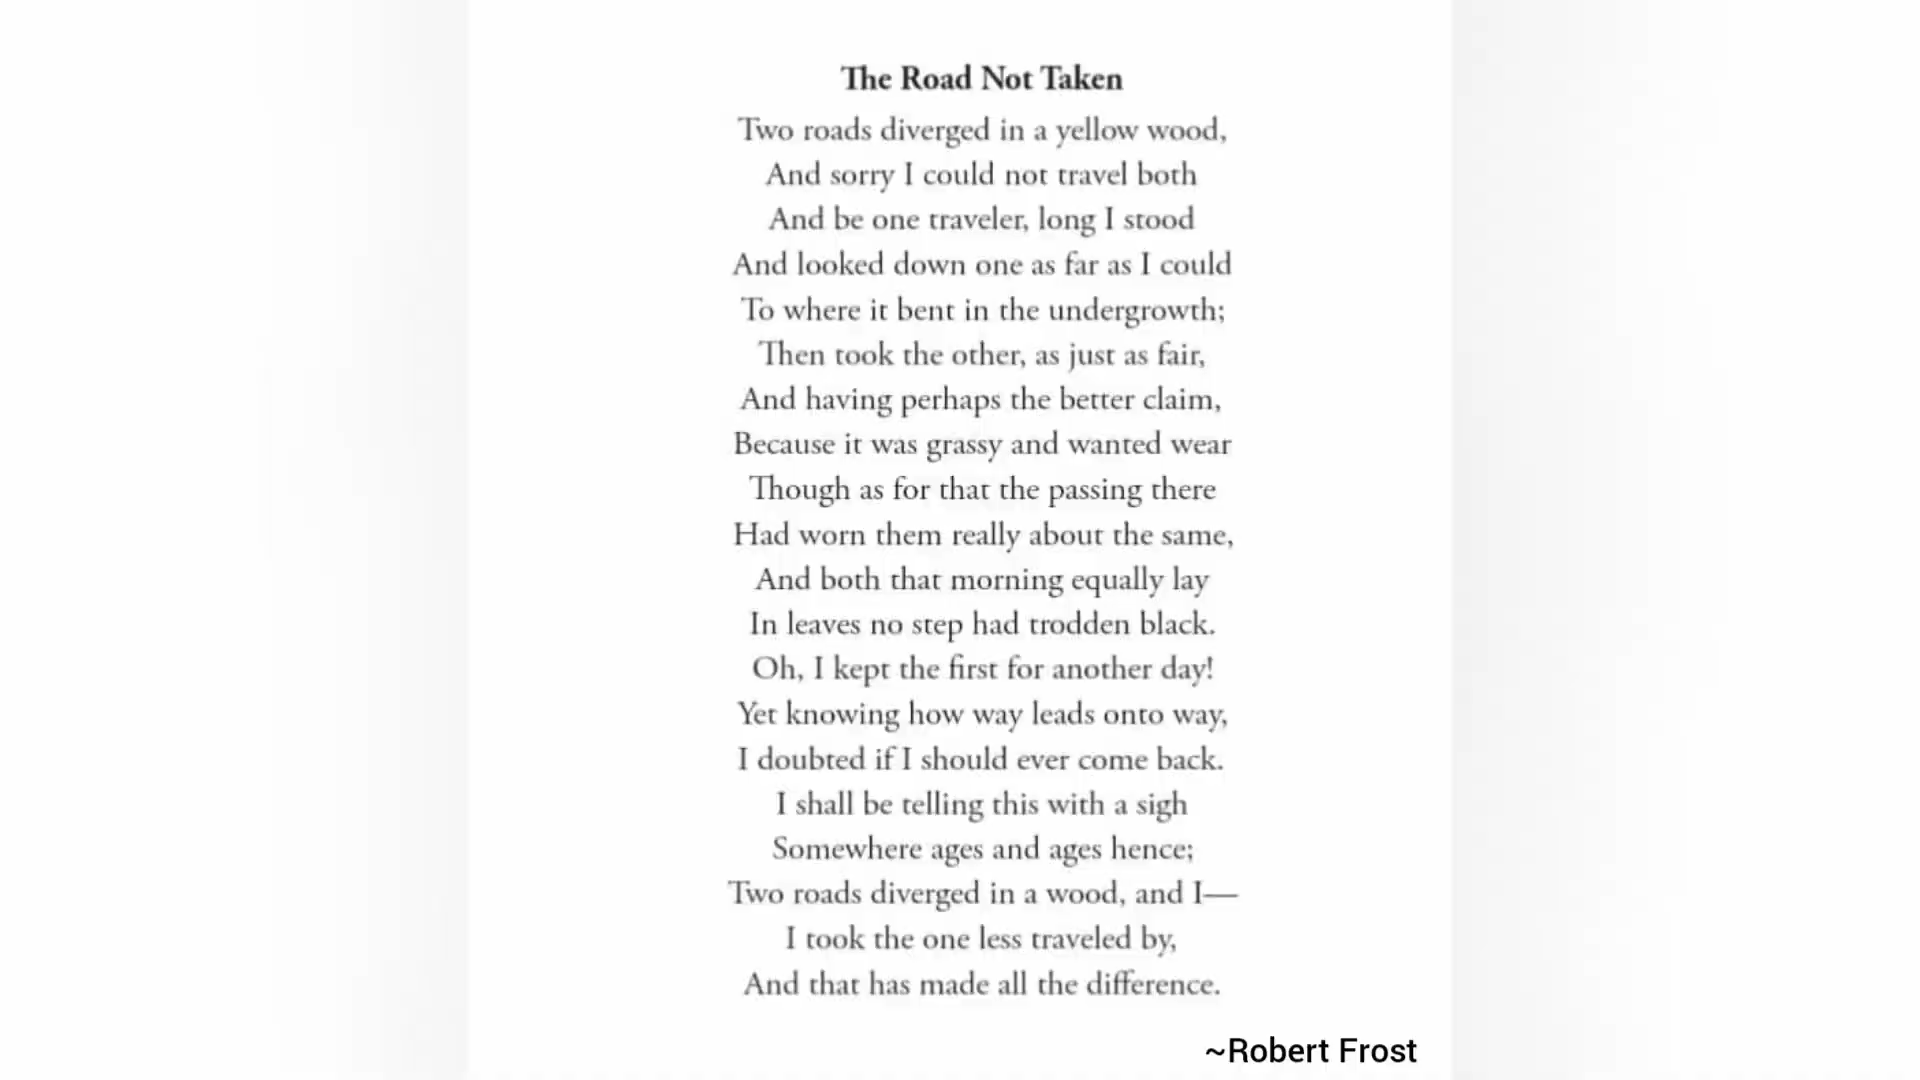 The Road Not Taken
Two roads diverged in a yellow wood,
And sorry I could not travel both
And be one traveler, long I stood
And looked down one as far as I could
To where it bent in the undergrowth;
Then took the other, as just as fair,
And having perhaps the better claim,
Because it was grassy and wanted wear
Though as for that the passing there
Had worn them really about the same,
And both that morning equally lay
In leaves no step had trodden black.
Oh, I kept the first for another day!
Yet knowing how way leads onto way,
I doubted if I should ever come back.
I shall be telling this with a sigh
Somewhere ages and ages hence;
Two roads diverged in a wood, and I—
I took the one less traveled by,
And that has made all the difference.
~Robert Frost